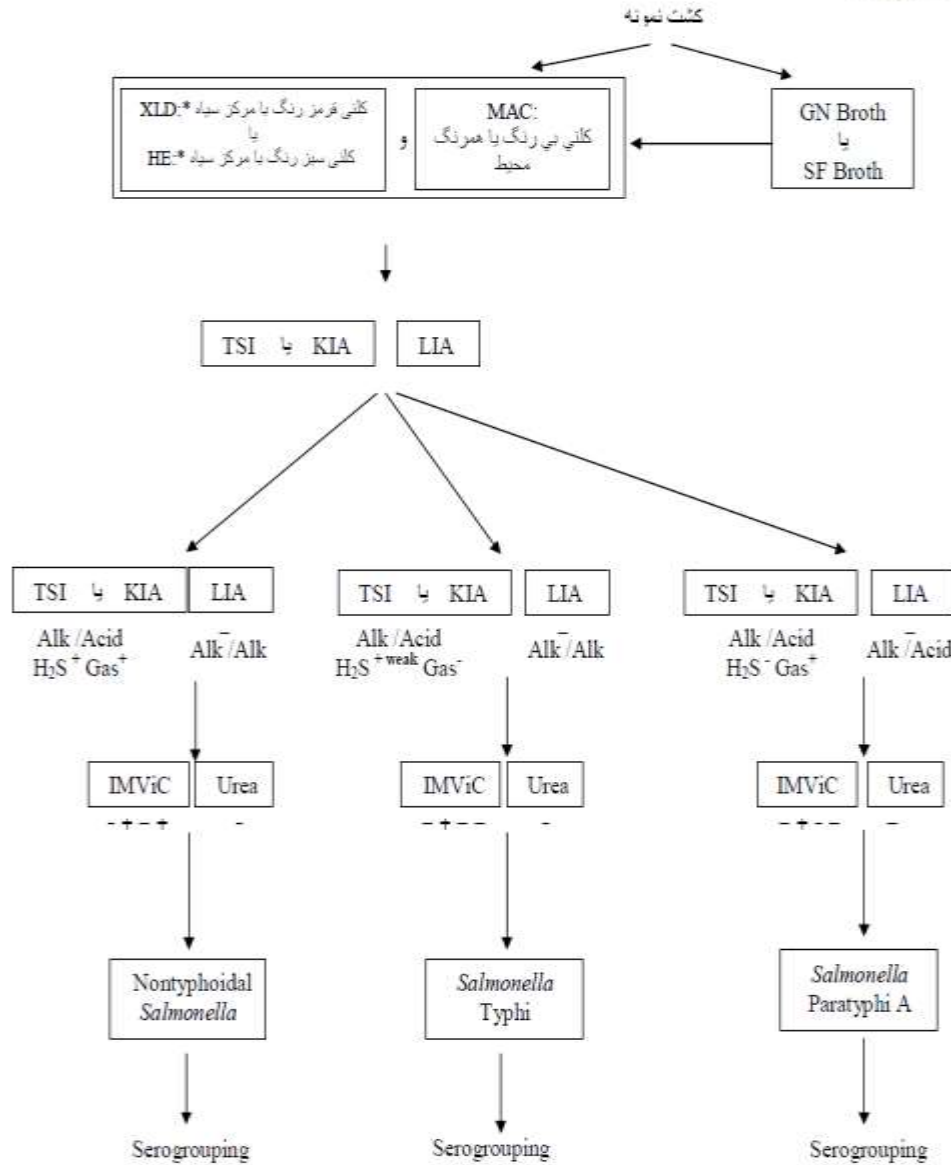 کشت نمونه
XLD:* کلنی قرمز رنگ با مرکز سیاه
یا
HE:* کلنی سبز رنگ با مرکز سیاه
و
MAC:
کلني بي رنگ یا همرنگ
محیط
GN Broth
یا
SF Broth
TSI یا KIA
LIA
TSI یا KIA
LIA
Alk /Acid
H₂S⁺ Gas⁺
Alk /Alk
TSI یا KIA
LIA
Alk /Acid
H₂S⁺ ʷᵉᵃᵏ Gas⁻
Alk /Alk
TSI یا KIA
LIA
Alk /Acid
H₂S⁻ Gas⁺
Alk /Acid
IMViC
Urea
- + - +
-
IMViC
Urea
- + - -
-
IMViC
Urea
- + - -
-
Nontyphoidal
Salmonella
Salmonella
Typhi
Salmonella
Paratyphi A
Serogrouping
Serogrouping
Serogrouping